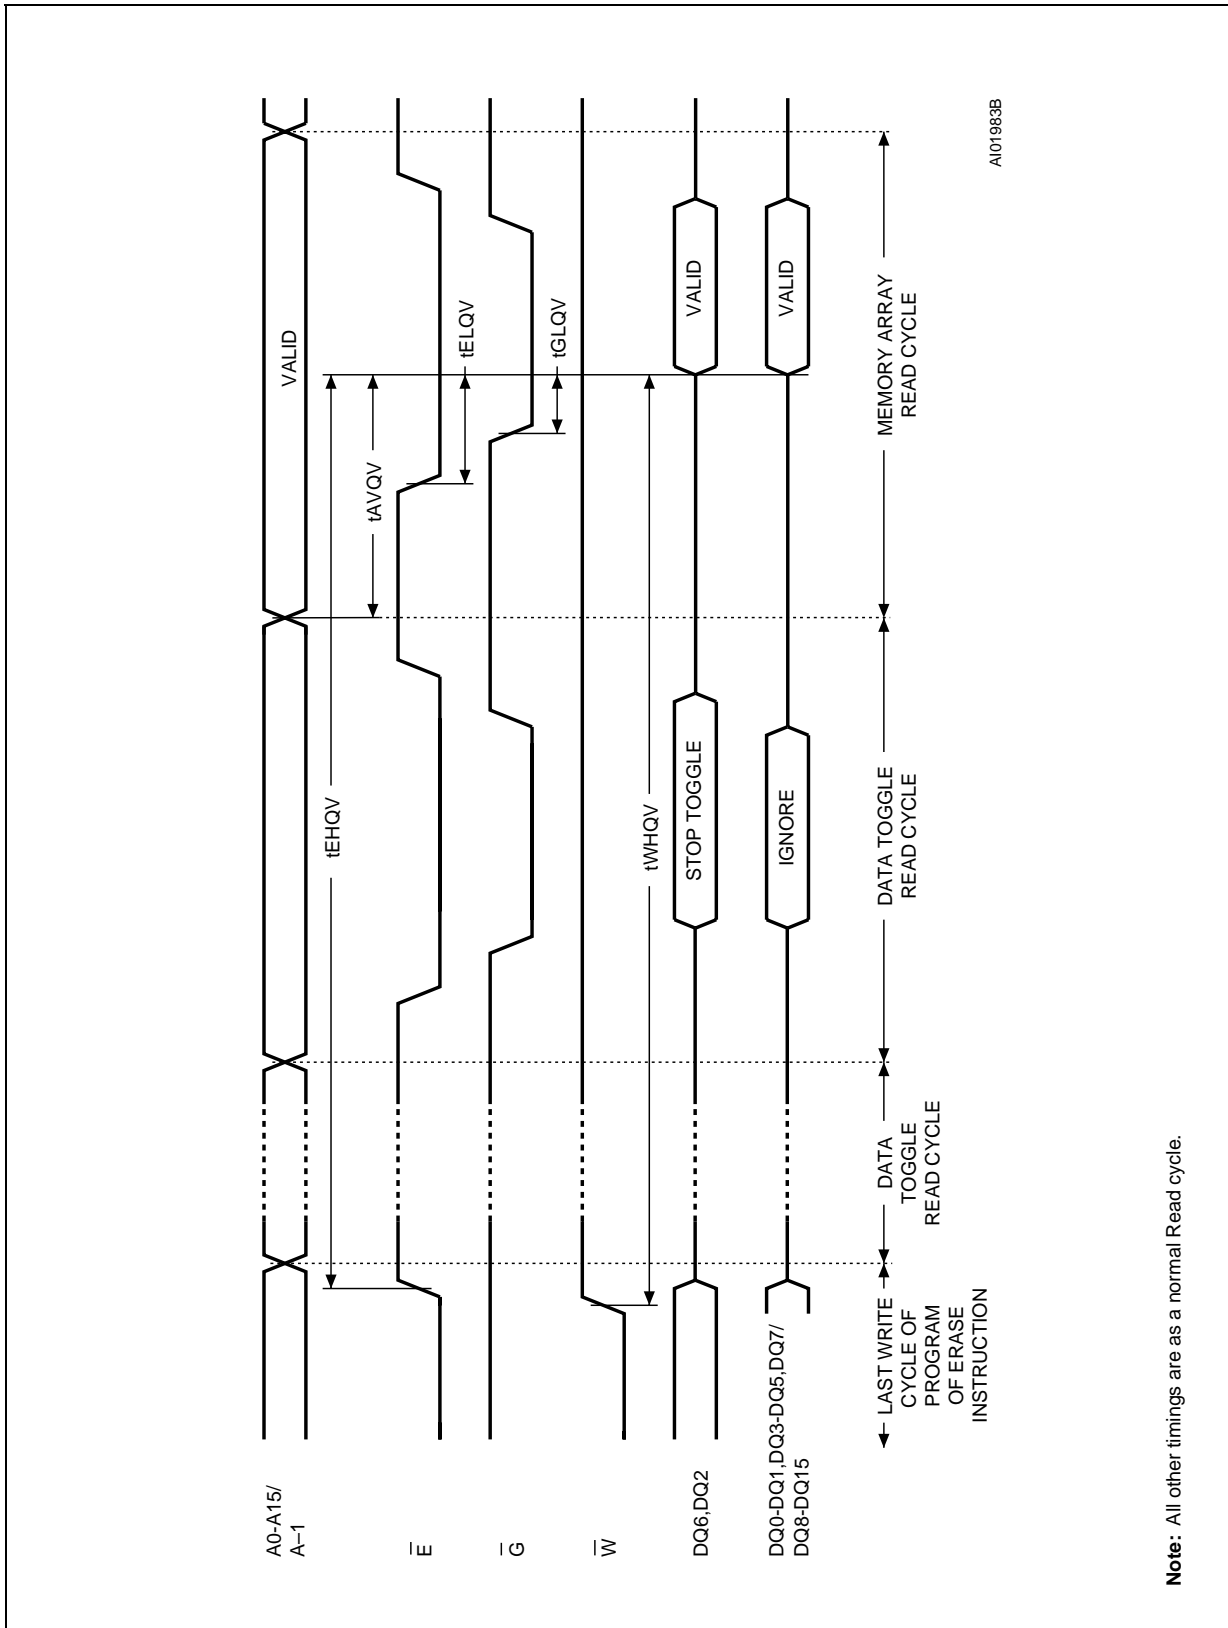 A0-A15/
A–1
VALID
tEHQV
tAVQV
E
tELQV
G
tGLQV
W
tWHQV
DQ6,DQ2
STOP TOGGLE
VALID
DQ0-DQ1,DQ3-DQ5,DQ7/
DQ8-DQ15
IGNORE
VALID
LAST WRITE
CYCLE OF
PROGRAM
OF ERASE
INSTRUCTION
DATA
TOGGLE
READ CYCLE
DATA TOGGLE
READ CYCLE
MEMORY ARRAY
READ CYCLE
AI01983B
Note: All other timings are as a normal Read cycle.